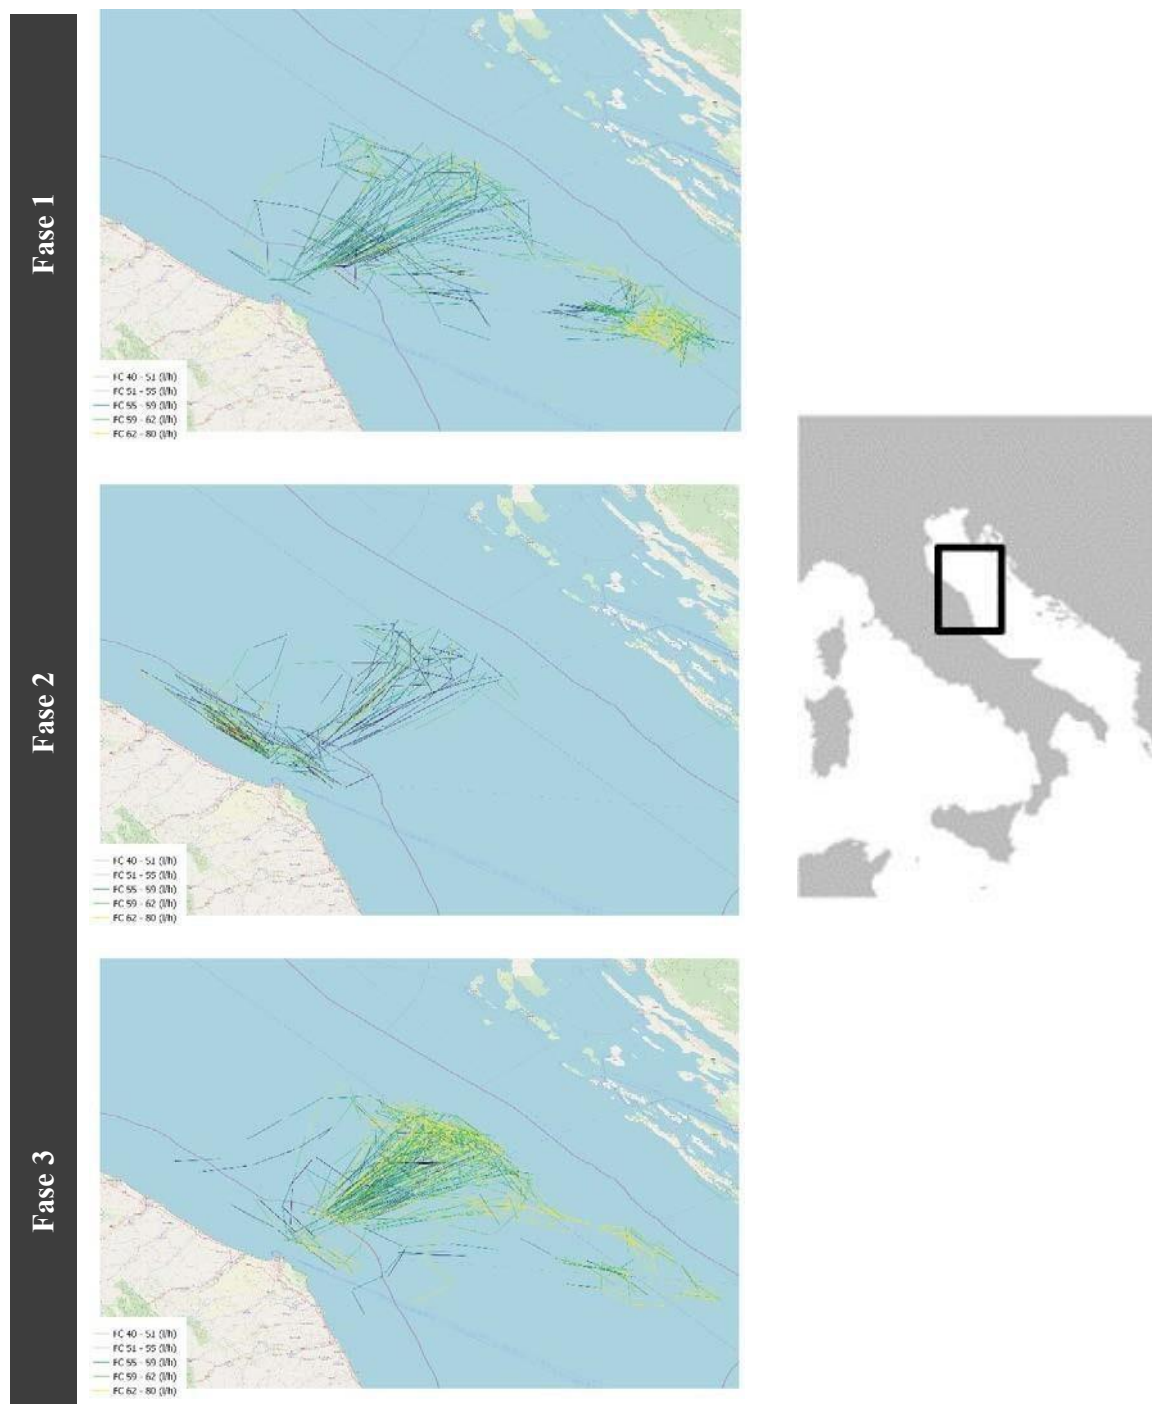 Fase 1
FC 40 - 51 (l/h)
FC 51 - 55 (l/h)
FC 55 - 59 (l/h)
FC 59 - 62 (l/h)
FC 62 - 80 (l/h)
Fase 2
FC 40 - 51 (l/h)
FC 51 - 55 (l/h)
FC 55 - 59 (l/h)
FC 59 - 62 (l/h)
FC 62 - 80 (l/h)
Fase 3
FC 40 - 51 (l/h)
FC 51 - 55 (l/h)
FC 55 - 59 (l/h)
FC 59 - 62 (l/h)
FC 62 - 80 (l/h)